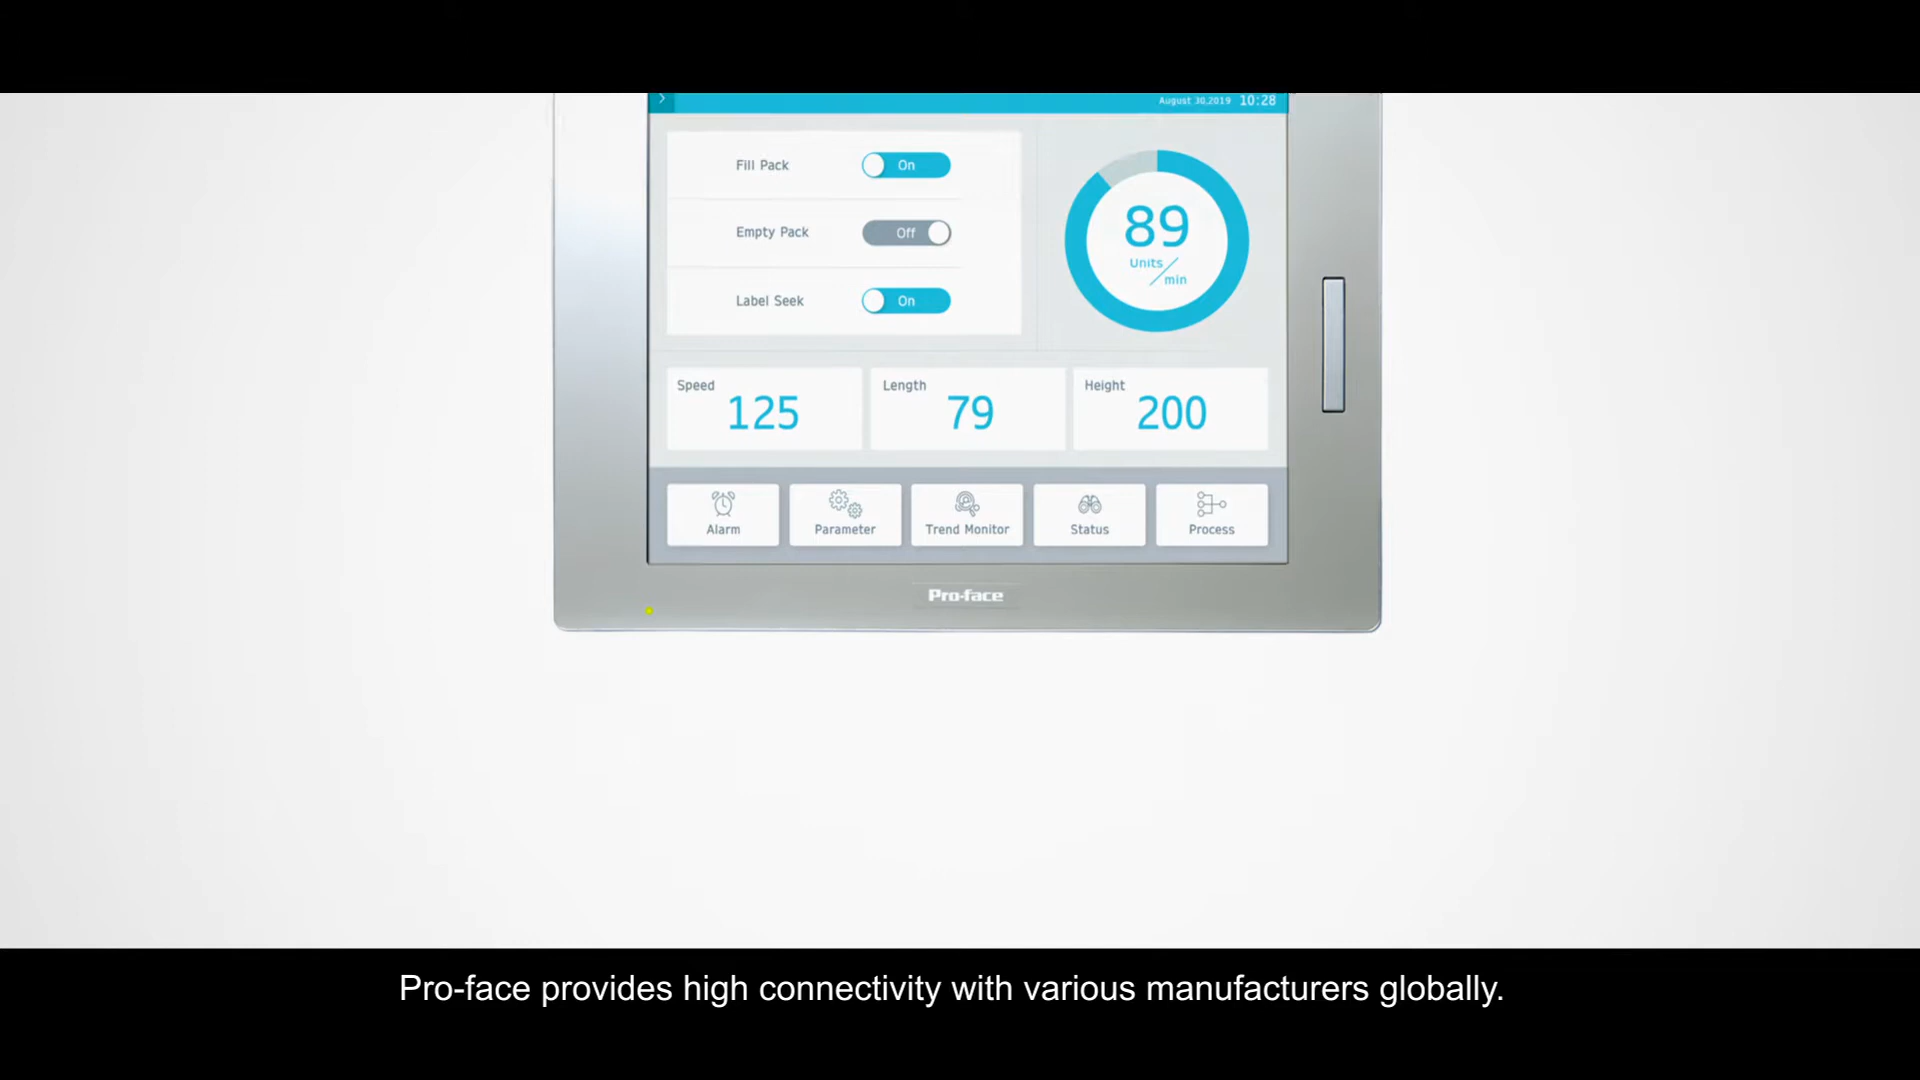 August 30,2019 10:28
Fill Pack On
Empty Pack Off
Label Seek On
89
Units/min
Speed 125
Length 79
Height 200
Alarm
Parameter
Trend Monitor
Status
Process
Pro-face
Pro-face provides high connectivity with various manufacturers globally.